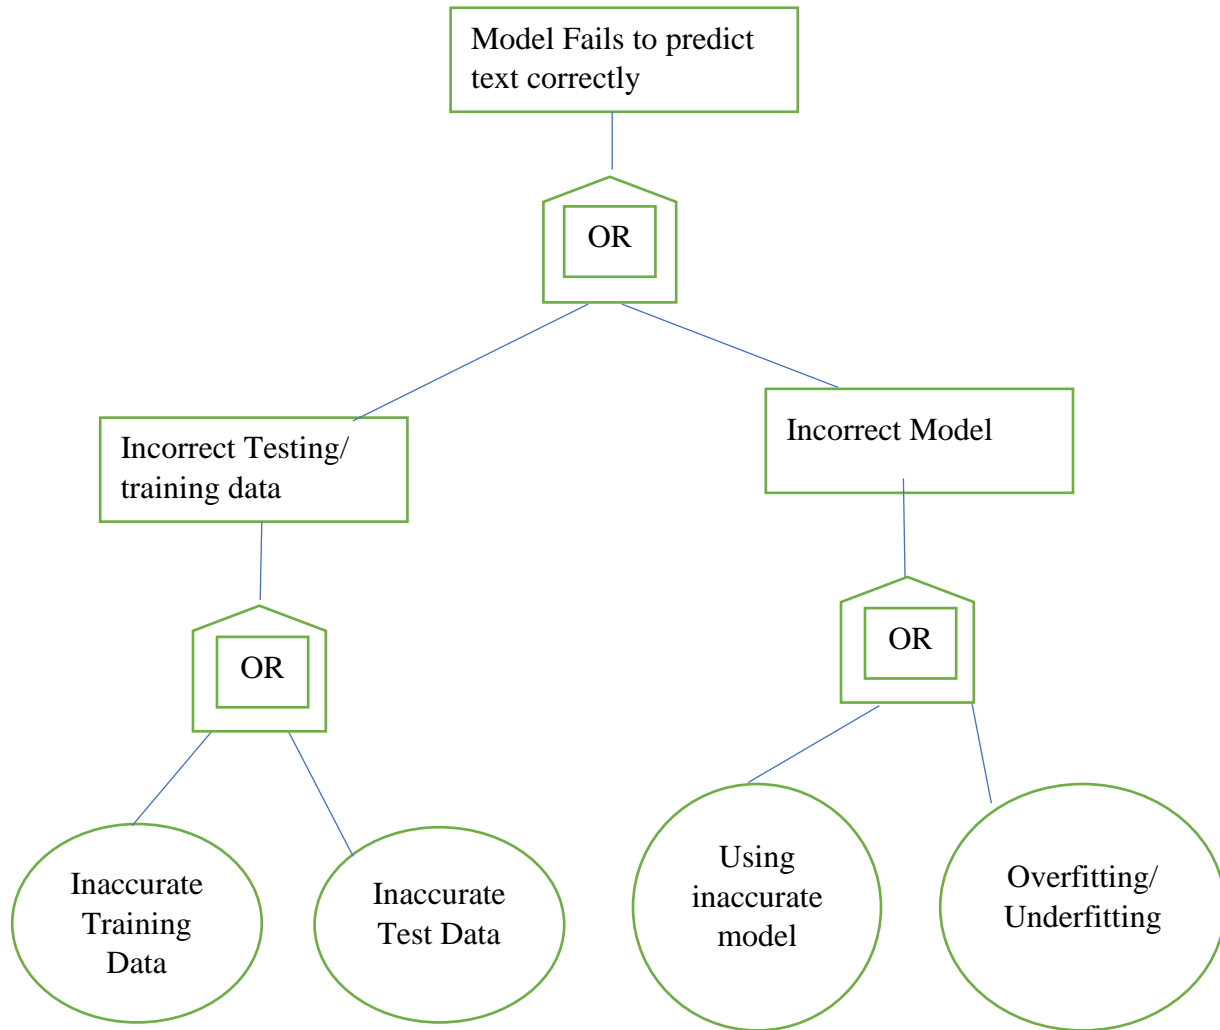 Model Fails to predict
text correctly
OR
Incorrect Testing/
training data
Incorrect Model
OR
OR
Inaccurate
Training
Data
Inaccurate
Test Data
Using
inaccurate
model
Overfitting/
Underfitting